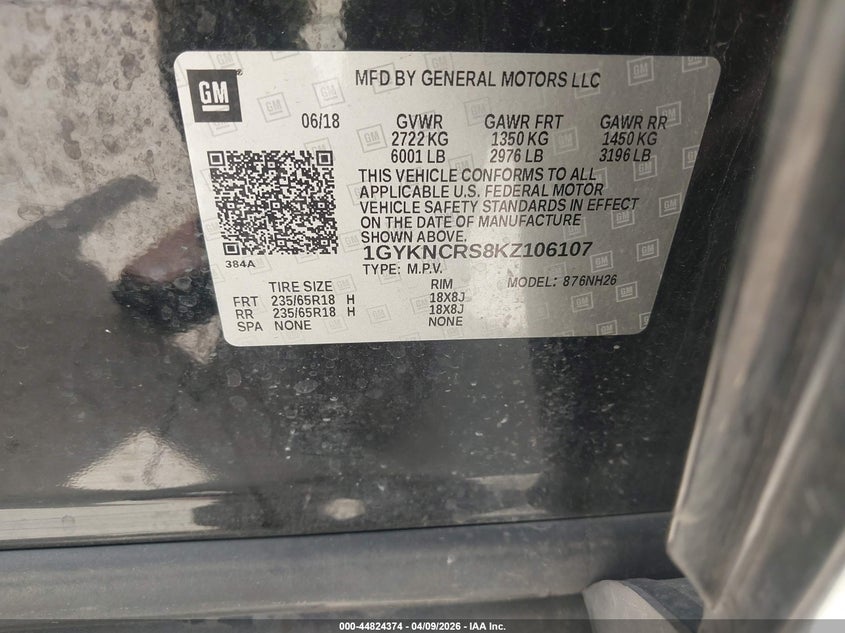 GM
MFD BY GENERAL MOTORS LLC
06/18 GVWR GAWR FRT GAWR RR
2722 KG 1350 KG 1450 KG
6001 LB 2976 LB 3196 LB
THIS VEHICLE CONFORMS TO ALL
APPLICABLE U.S. FEDERAL MOTOR
VEHICLE SAFETY STANDARDS IN EFFECT
ON THE DATE OF MANUFACTURE
SHOWN ABOVE.
384A
1GYKNCRS8KZ106107
TYPE: M.P.V. MODEL: 876NH26
TIRE SIZE RIM
FRT 235/65R18 H 18X8J
RR 235/65R18 H 18X8J
SPA NONE NONE
000-44824374 | 04/09/2026 - IAA Inc.